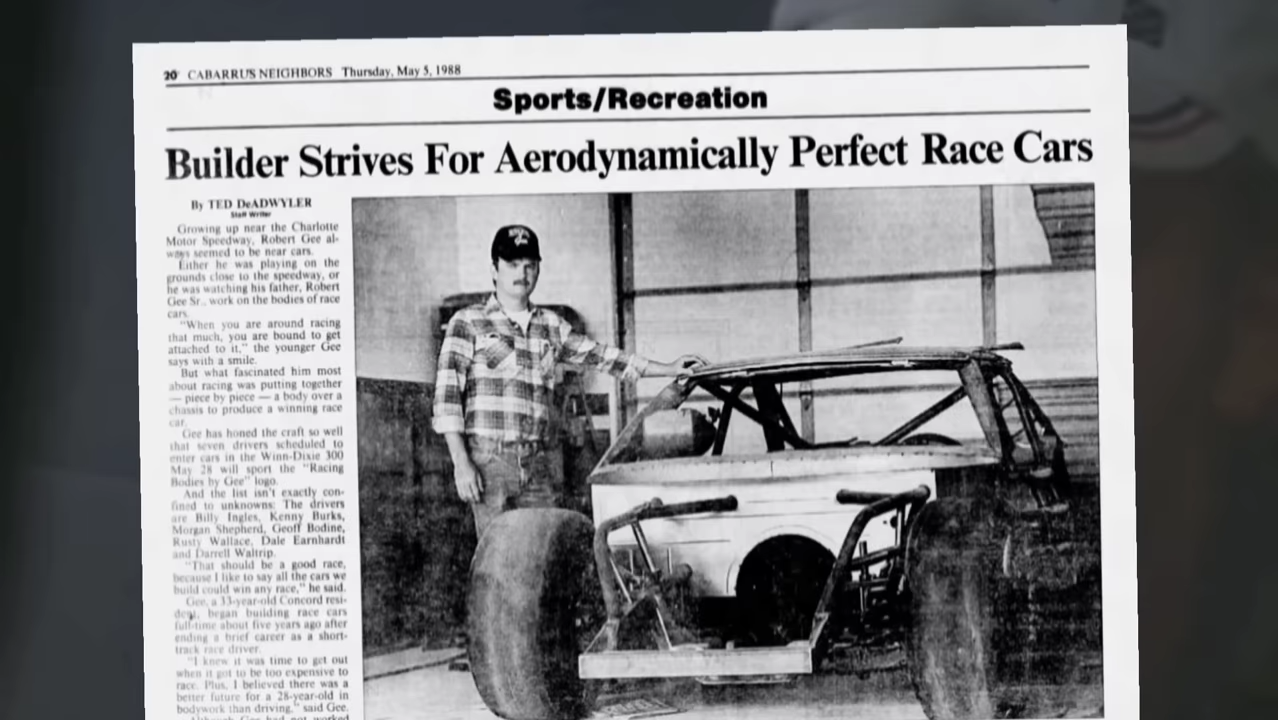 20 CABARRUS NEIGHBORS Thursday, May 5, 1988
Sports/Recreation
Builder Strives For Aerodynamically Perfect Race Cars
By TED DeADWYLER
Staff Writer
Growing up near the Charlotte
Motor Speedway, Robert Gee al-
ways seemed to be near cars.
Either he was playing on the
grounds close to the speedway, or
he was watching his father, Robert
Gee Sr., work on the bodies of race
cars.
"When you are around racing
that much, you are bound to get
attached to it," the younger Gee
says with a smile.
But what fascinated him most
about racing was putting together
— piece by piece — a body over a
chassis to produce a winning race
car.
Gee has honed the craft so well
that seven drivers scheduled to
enter cars in the Winn-Dixie 300
May 28 will sport the "Racing
Bodies by Gee" logo.
And the list isn't exactly con-
fined to unknowns: The drivers
are Billy Ingles, Kenny Burks,
Morgan Shepherd, Geoff Bodine,
Rusty Wallace, Dale Earnhardt
and Darrell Waltrip.
"That should be a good race,
because I like to say all the cars we
build could win any race," he said.
Gee, a 33-year-old Concord resi-
dent, began building race cars
full-time about five years ago after
ending a brief career as a short-
track race driver.
"I knew it was time to get out
when it got to be too expensive to
race. Plus, I believed there was a
better future for a 28-year-old in
bodywork than driving," said Gee.
Although Gee had not worked